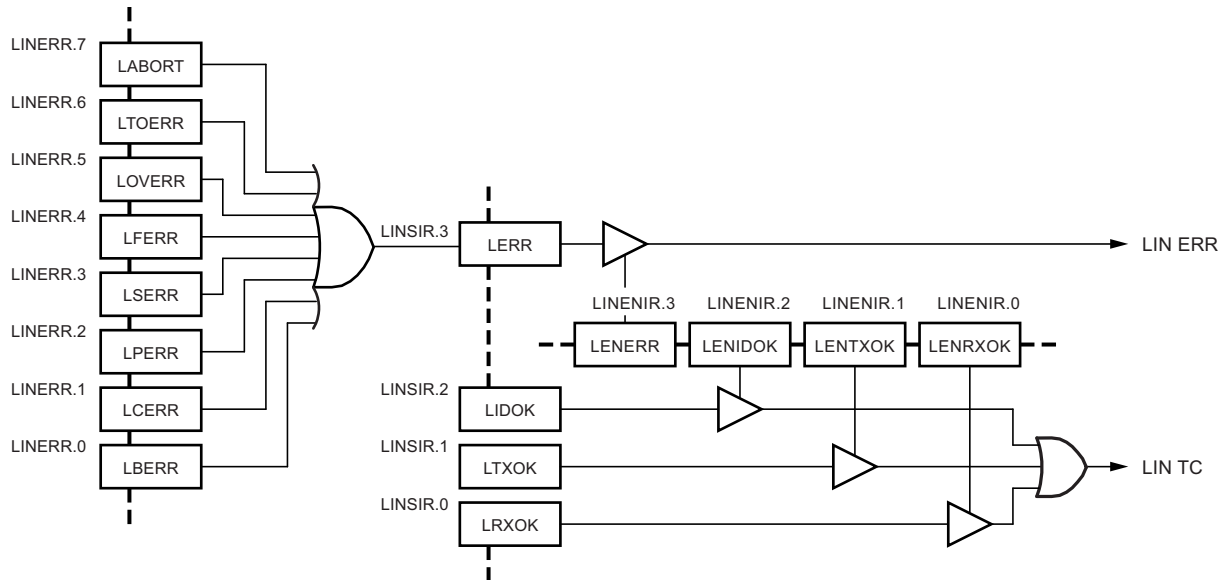 LINERR.7
LABORT
LINERR.6
LTOERR
LINERR.5
LOVERR
LINERR.4
LFERR
LINERR.3
LSERR
LINERR.2
LPERR
LINERR.1
LCERR
LINERR.0
LBERR
LINSIR.3
LERR
LIN ERR
LINENIR.3
LINENIR.2
LINENIR.1
LINENIR.0
LENERR
LENIDOK
LENTXOK
LENRXOK
LINSIR.2
LIDOK
LINSIR.1
LTXOK
LIN TC
LINSIR.0
LRXOK